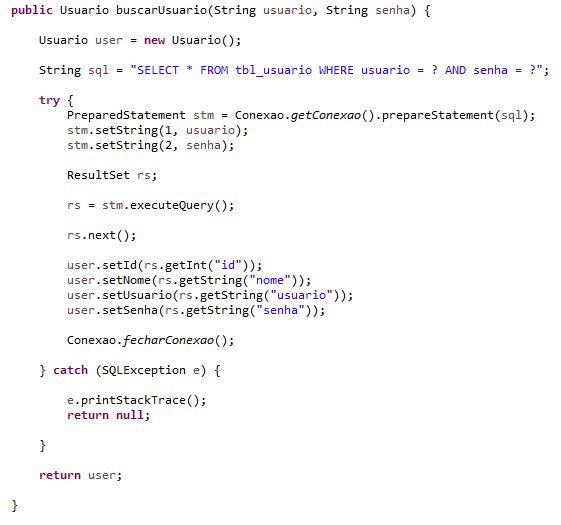 public Usuario buscarUsuario(String usuario, String senha) {
Usuario user = new Usuario();
String sql = "SELECT * FROM tbl_usuario WHERE usuario = ? AND senha = ?";
try {
PreparedStatement stm = Conexao.getConexao().prepareStatement(sql);
stm.setString(1, usuario);
stm.setString(2, senha);
ResultSet rs;
rs = stm.executeQuery();
rs.next();
user.setId(rs.getInt("id"));
user.setNome(rs.getString("nome"));
user.setUsuario(rs.getString("usuario"));
user.setSenha(rs.getString("senha"));
Conexao.fecharConexao();
} catch (SQLException e) {
e.printStackTrace();
return null;
}
return user;
}